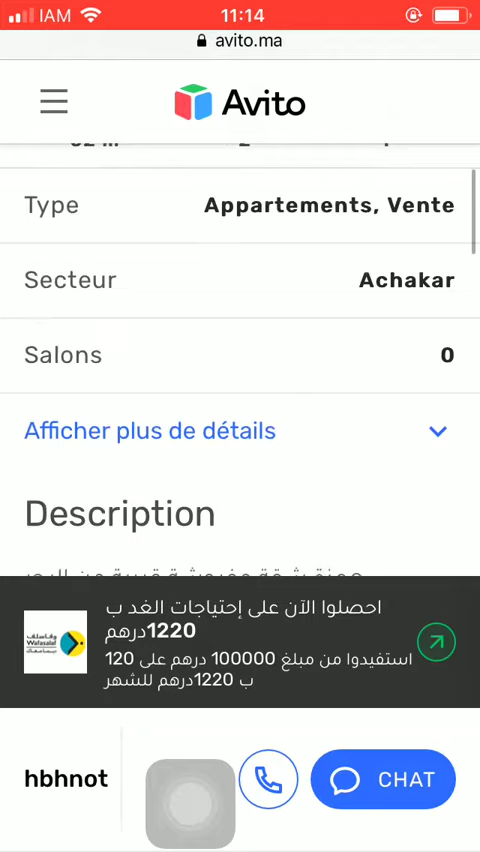 IAM
11:14
avito.ma
Avito
Type
Appartements, Vente
Secteur
Achakar
Salons
0
Afficher plus de détails
Description
احصلوا الآن على إحتياجات الغد ب
1220درهم
استفيدوا من مبلغ 100000 درهم على 120
ب 1220درهم للشهر
وفاسلف
Wafasalaf
hbhnot
CHAT